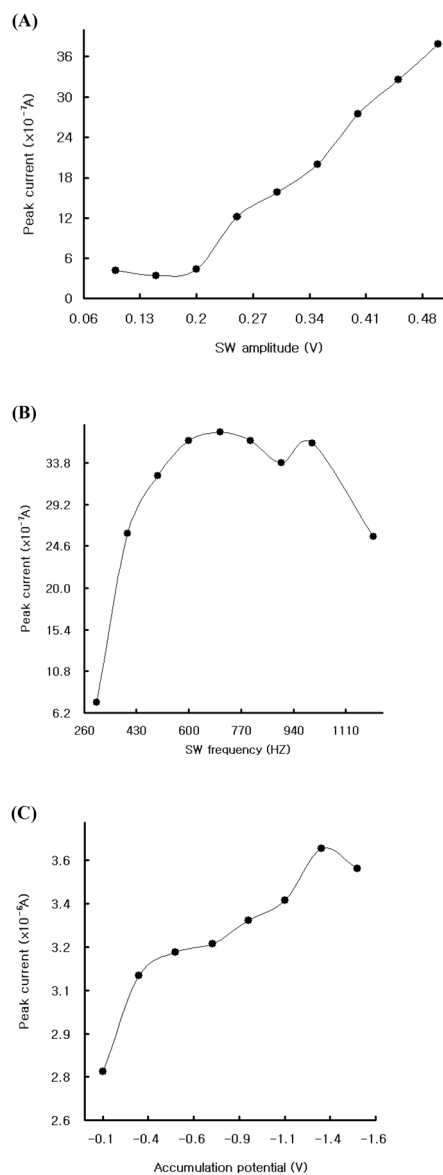 (A)
Peak current (x10⁻⁷A)
36
30
24
18
12
6
0
0.06 0.13 0.2 0.27 0.34 0.41 0.48
SW amplitude (V)
(B)
Peak current (x10⁻⁷A)
33.8
29.2
24.6
20.0
15.4
10.8
6.2
260 430 600 770 940 1110
SW frequency (HZ)
(C)
Peak current (x10⁻⁶A)
3.6
3.4
3.2
3.1
2.9
2.8
2.6
-0.1 -0.4 -0.6 -0.9 -1.1 -1.4 -1.6
Accumulation potential (V)